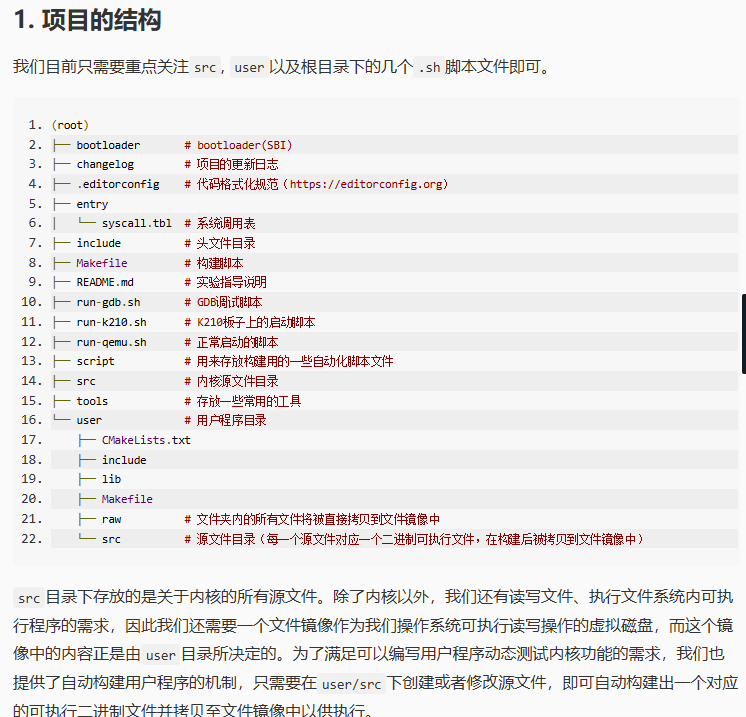 1. 项目的结构
我们目前只需要重点关注 src, user 以及根目录下的几个 .sh 脚本文件即可。
1. (root)
2. ├── bootloader # bootloader(SBI)
3. ├── changelog # 项目的更新日志
4. ├── .editorconfig # 代码格式化规范（https://editorconfig.org）
5. ├── entry
6. │   └── syscall.tbl # 系统调用表
7. ├── include # 头文件目录
8. ├── Makefile # 构建脚本
9. ├── README.md # 实验指导说明
10. ├── run-gdb.sh # GDB调试脚本
11. ├── run-k210.sh # K210板子上的启动脚本
12. ├── run-qemu.sh # 正常启动的脚本
13. ├── script # 用来存放构建用的一些自动化脚本文件
14. ├── src # 内核源文件目录
15. ├── tools # 存放一些常用的工具
16. └── user # 用户程序目录
17.     ├── CMakeLists.txt
18.     ├── include
19.     ├── lib
20.     ├── Makefile
21.     ├── raw # 文件夹内的所有文件将被直接拷贝到文件镜像中
22.     └── src # 源文件目录（每一个源文件对应一个二进制可执行文件，在构建后被拷贝到文件镜像中）
src 目录下存放的是关于内核的所有源文件。除了内核以外，我们还有读写文件、执行文件系统内可执
行程序的需求，因此我们还需要一个文件镜像作为我们操作系统可执行读写操作的虚拟磁盘，而这个镜
像中的内容正是由 user 目录所决定的。为了满足可以编写用户程序动态测试内核功能的需求，我们也
提供了自动构建用户程序的机制，只需要在 user/src 下创建或者修改源文件，即可自动构建出一个对应
的可执行二进制文件并拷贝至文件镜像中以供执行。